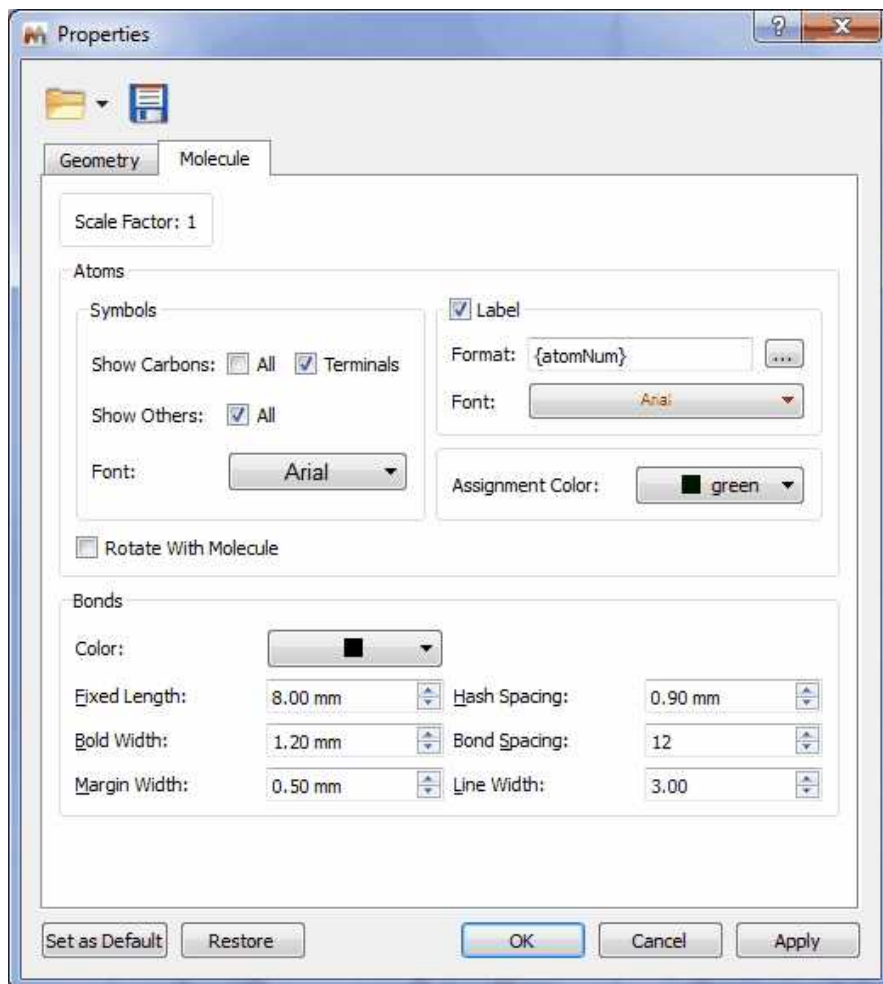 Properties
Geometry Molecule
Scale Factor: 1
Atoms
Symbols
Show Carbons: All Terminals
Show Others: All
Font: Arial
Label
Format: {atomNum} ...
Font: Arial
Assignment Color: green
Rotate With Molecule
Bonds
Color:
Fixed Length: 8.00 mm Hash Spacing: 0.90 mm
Bold Width: 1.20 mm Bond Spacing: 12
Margin Width: 0.50 mm Line Width: 3.00
Set as Default Restore OK Cancel Apply